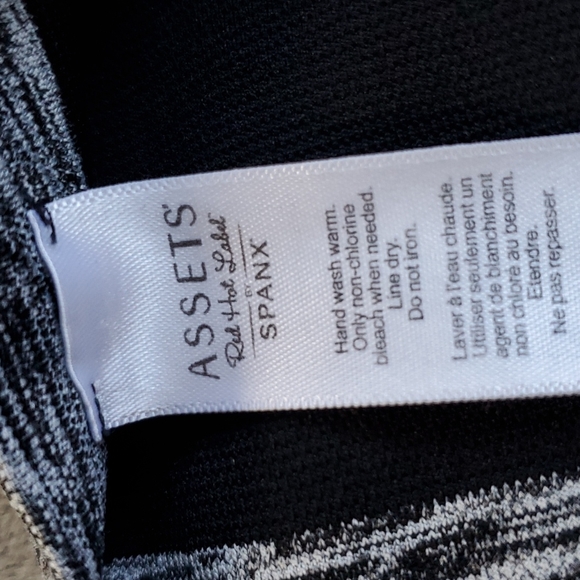 ASSETS
Red Hot Label
BY
SPANX
Hand wash warm.
Only non-chlorine
bleach when needed.
Line dry.
Do not iron.
Laver à l'eau chaude.
Utiliser seulement un
agent de blanchiment
non chloré au besoin.
Étendre.
Ne pas repasser.